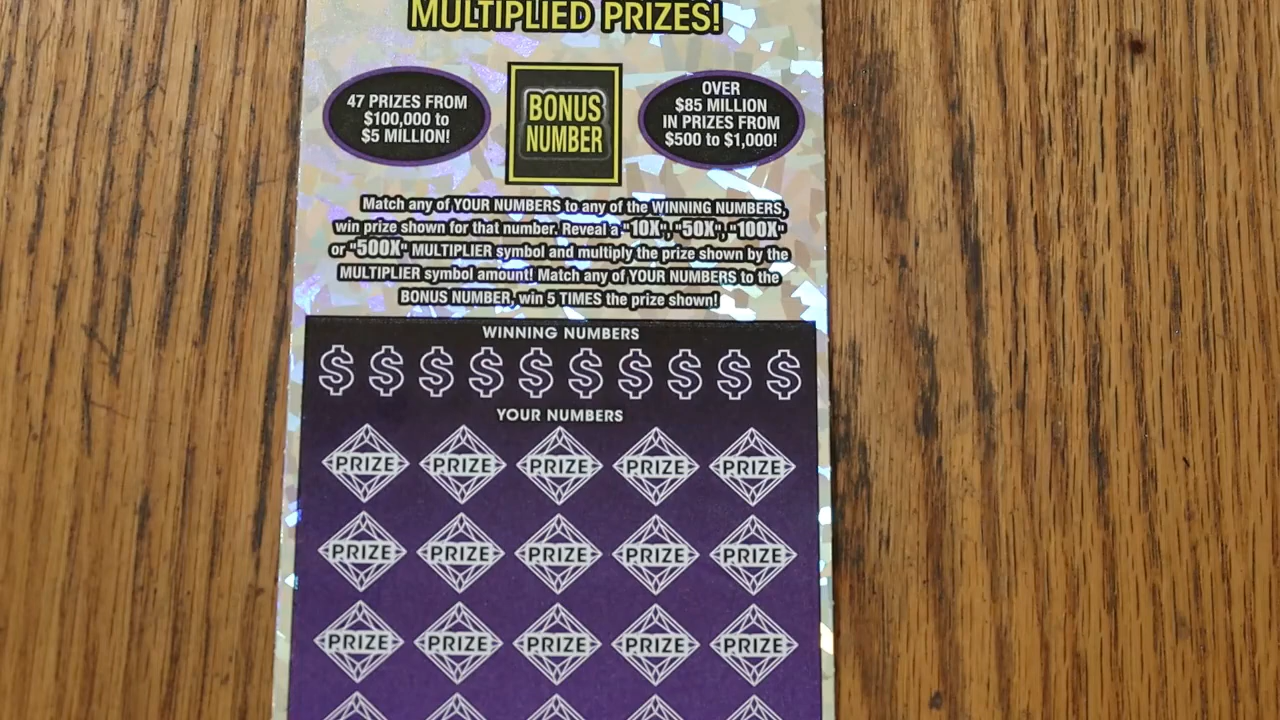 MULTIPLIED PRIZES!
47 PRIZES FROM
$100,000 to
$5 MILLION!
BONUS
NUMBER
OVER
$85 MILLION
IN PRIZES FROM
$500 to $1,000!
Match any of YOUR NUMBERS to any of the WINNING NUMBERS,
win prize shown for that number. Reveal a "10X", "50X", "100X"
or "500X" MULTIPLIER symbol and multiply the prize shown by the
MULTIPLIER symbol amount! Match any of YOUR NUMBERS to the
BONUS NUMBER, win 5 TIMES the prize shown!
WINNING NUMBERS
$ $ $ $ $ $ $ $ $ $
YOUR NUMBERS
PRIZE PRIZE PRIZE PRIZE PRIZE
PRIZE PRIZE PRIZE PRIZE PRIZE
PRIZE PRIZE PRIZE PRIZE PRIZE